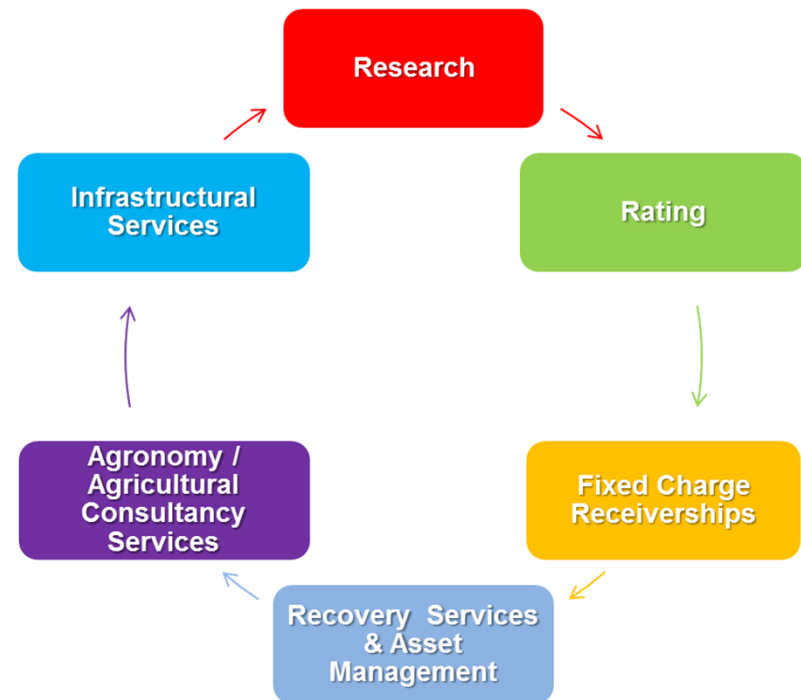 Research
Rating
Fixed Charge
Receiverships
Recovery Services
& Asset
Management
Agronomy /
Agricultural
Consultancy
Services
Infrastructural
Services